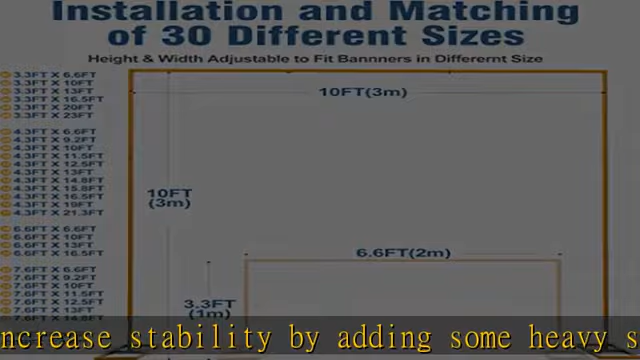 Installation and Matching
of 30 Different Sizes
Height & Width Adjustable to Fit Bannners in Differernt Size
3.3FT X 6.6FT
3.3FT X 10FT
3.3FT X 13FT
3.3FT X 16.5FT
3.3FT X 20FT
3.3FT X 23FT
4.3FT X 6.6FT
4.3FT X 9.2FT
4.3FT X 10FT
4.3FT X 11.5FT
4.3FT X 12.5FT
4.3FT X 13FT
4.3FT X 14.8FT
4.3FT X 15.8FT
4.3FT X 16.5FT
4.3FT X 19FT
4.3FT X 21.3FT
6.6FT X 6.6FT
6.6FT X 10FT
6.6FT X 13FT
6.6FT X 16.5FT
7.6FT X 6.6FT
7.6FT X 9.2FT
7.6FT X 10FT
7.6FT X 11.5FT
7.6FT X 12.5FT
7.6FT X 13FT
7.6FT X 14.8FT
10FT(3m)
10FT
(3m)
6.6FT(2m)
3.3FT
(1m)
ncrease stability by adding some heavy s